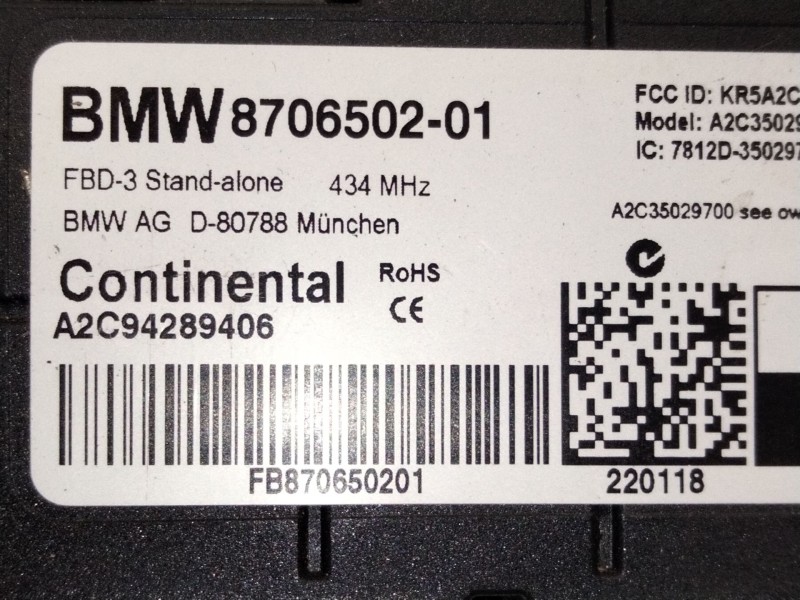 BMW 8706502-01
FBD-3 Stand-alone 434 MHz
BMW AG D-80788 München
Continental RoHS
CE
A2C94289406
FB870650201
FCC ID: KR5A2C
Model: A2C35029
IC: 7812D-350297
A2C35029700 see ow
220118